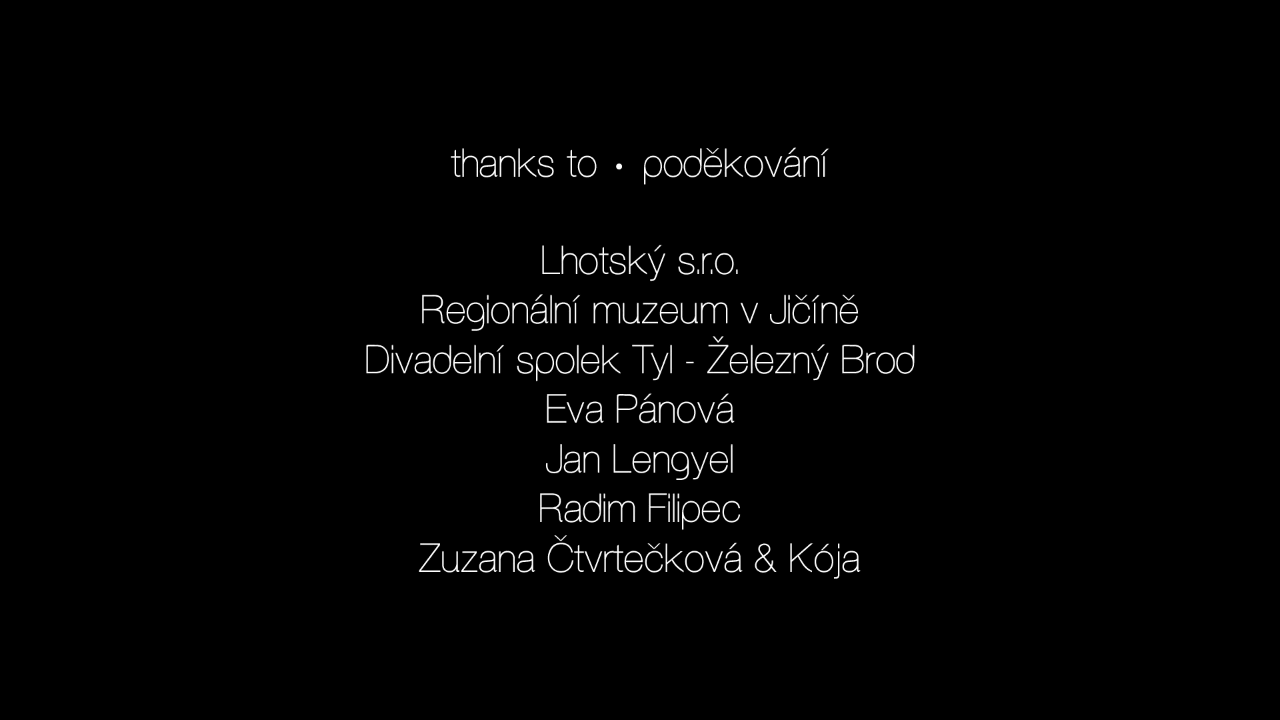 thanks to • poděkování
Lhotský s.r.o.
Regionální muzeum v Jičíně
Divadelní spolek Tyl - Železný Brod
Eva Pánová
Jan Lengyel
Radim Filipec
Zuzana Čtvrtečková & Kója